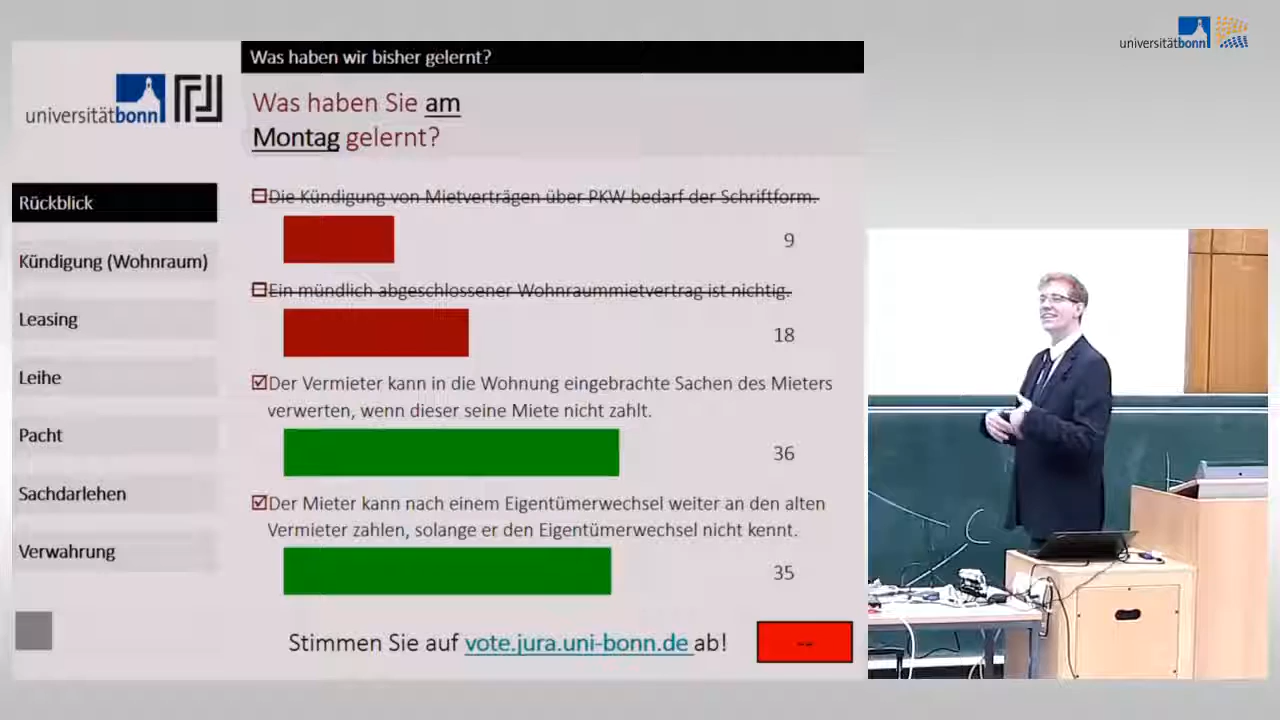 universitätbonn
Was haben wir bisher gelernt?
universitätbonn
Was haben Sie am
Montag gelernt?
Rückblick
Kündigung (Wohnraum)
Leasing
Leihe
Pacht
Sachdarlehen
Verwahrung
Die Kündigung von Mietverträgen über PKW bedarf der Schriftform.
9
Ein mündlich abgeschlossener Wohnraummietvertrag ist nichtig.
18
Der Vermieter kann in die Wohnung eingebrachte Sachen des Mieters
verwerten, wenn dieser seine Miete nicht zahlt.
36
Der Mieter kann nach einem Eigentümerwechsel weiter an den alten
Vermieter zahlen, solange er den Eigentümerwechsel nicht kennt.
35
Stimmen Sie auf vote.jura.uni-bonn.de ab!
--